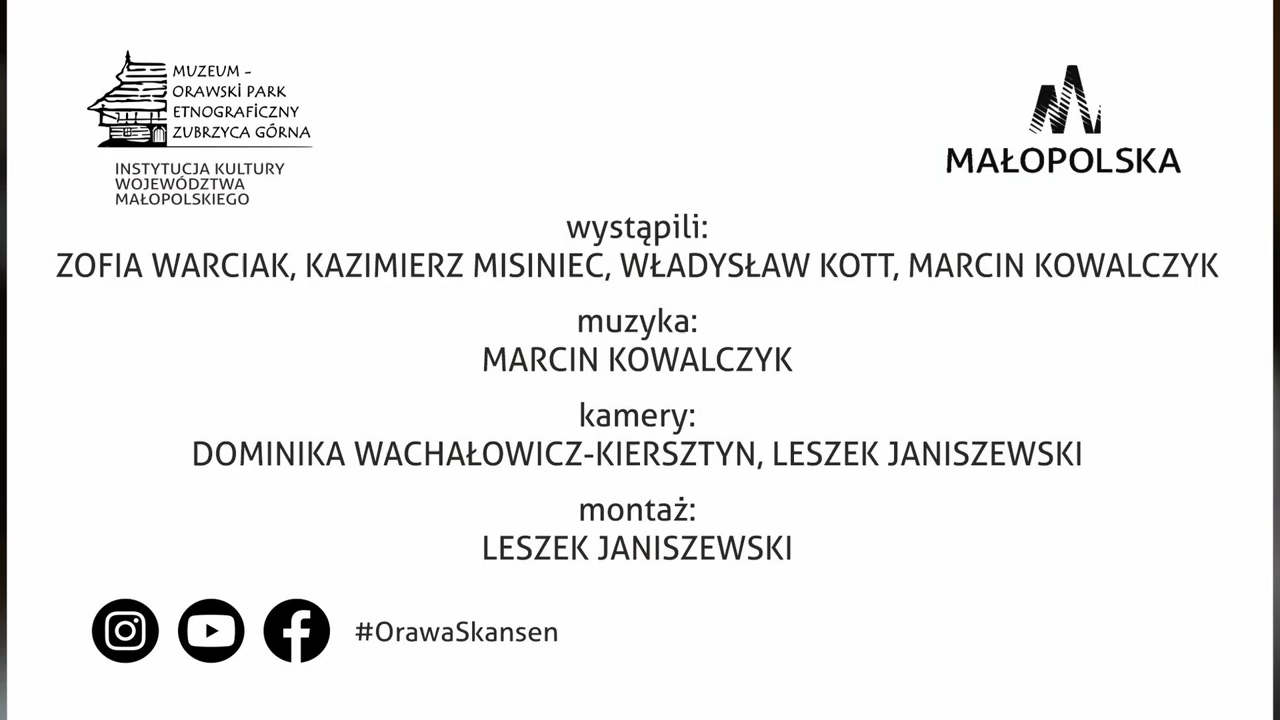 MUZEUM -
ORAWSKI PARK
ETNOGRAFICZNY
ZUBRZYCA GÓRNA
INSTYTUCJA KULTURY
WOJEWÓDZTWA
MAŁOPOLSKIEGO
MAŁOPOLSKA
wystąpili:
ZOFIA WARCIAK, KAZIMIERZ MISINIEC, WŁADYSŁAW KOTT, MARCIN KOWALCZYK
muzyka:
MARCIN KOWALCZYK
kamery:
DOMINIKA WACHAŁOWICZ-KIERSZTYN, LESZEK JANISZEWSKI
montaż:
LESZEK JANISZEWSKI
#OrawaSkansen